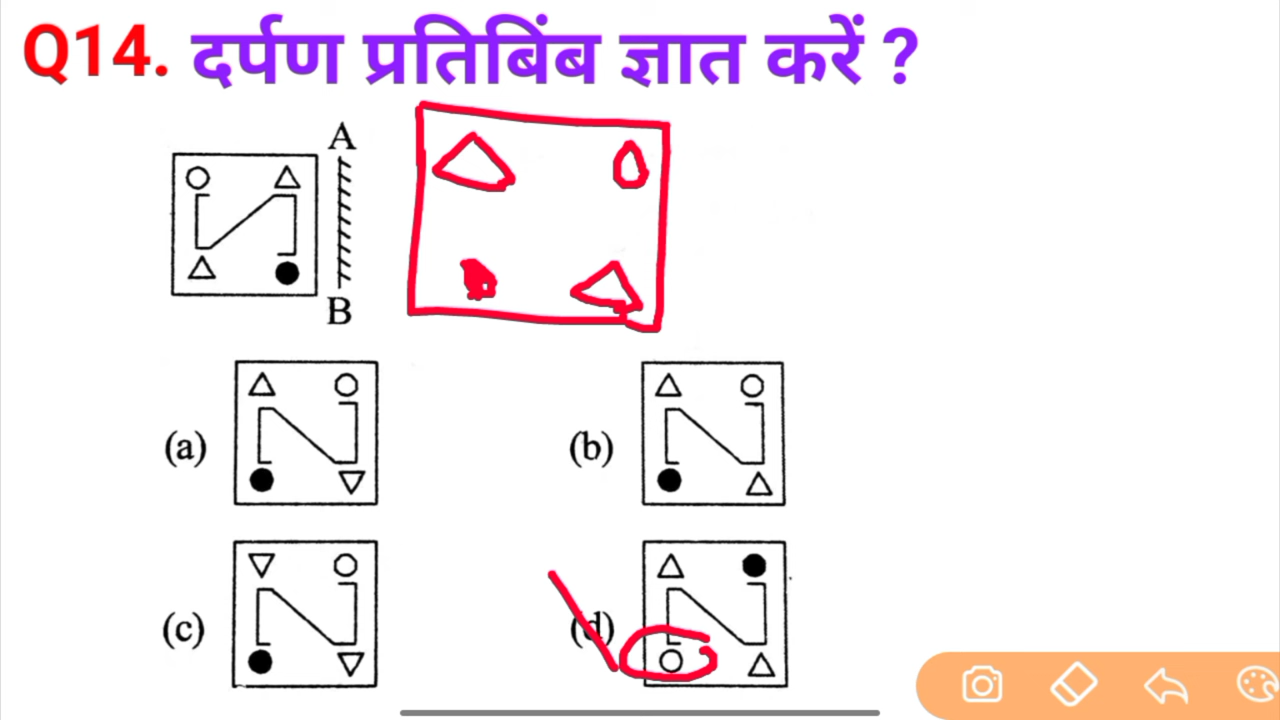 Q14. दर्पण प्रतिबिंब ज्ञात करें ?
A
B
(a)
(b)
(c)
(d)